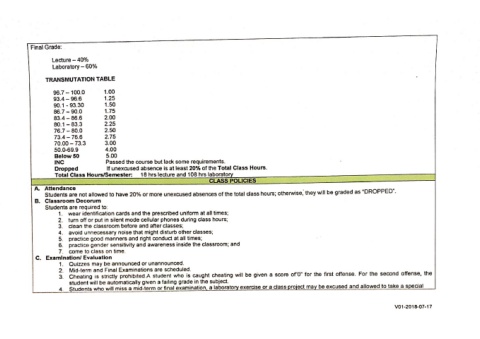 Final Grade:
Lecture – 40%
Laboratory – 60%
TRANSMUTATION TABLE
96.7 – 100.0 1.00
93.4 – 96.6 1.25
90.1 - 93.30 1.50
86.7 – 90.0 1.75
83.4 – 86.6 2.00
80.1 – 83.3 2.25
76.7 – 80.0 2.50
73.4 – 76.6 2.75
70.00 – 73.3 3.00
50.0-69.9 4.00
Below 50 5.00
INC Passed the course but lack some requirements.
Dropped If unexcused absence is at least 20% of the Total Class Hours.
Total Class Hours/Semester: 18 hrs lecture and 108 hrs laboratory
CLASS POLICIES
A. Attendance
Students are not allowed to have 20% or more unexcused absences of the total class hours; otherwise, they will be graded as "DROPPED".
B. Classroom Decorum
Students are required to:
1. wear identification cards and the prescribed uniform at all times;
2. turn off or put in silent mode cellular phones during class hours;
3. clean the classroom before and after classes;
4. avoid unnecessary noise that might disturb other classes;
5. practice good manners and right conduct at all times;
6. practice gender sensitivity and awareness inside the classroom; and
7. come to class on time.
C. Examination/ Evaluation
1. Quizzes may be announced or unannounced.
2. Mid-term and Final Examinations are scheduled.
3. Cheating is strictly prohibited.A student who is caught cheating will be given a score of"0" for the first offense. For the second offense, the
student will be automatically given a failing grade in the subject.
4. Students who will miss a mid-term or final examination, a laboratory exercise or a class project may be excused and allowed to take a special
V01-2018-07-17